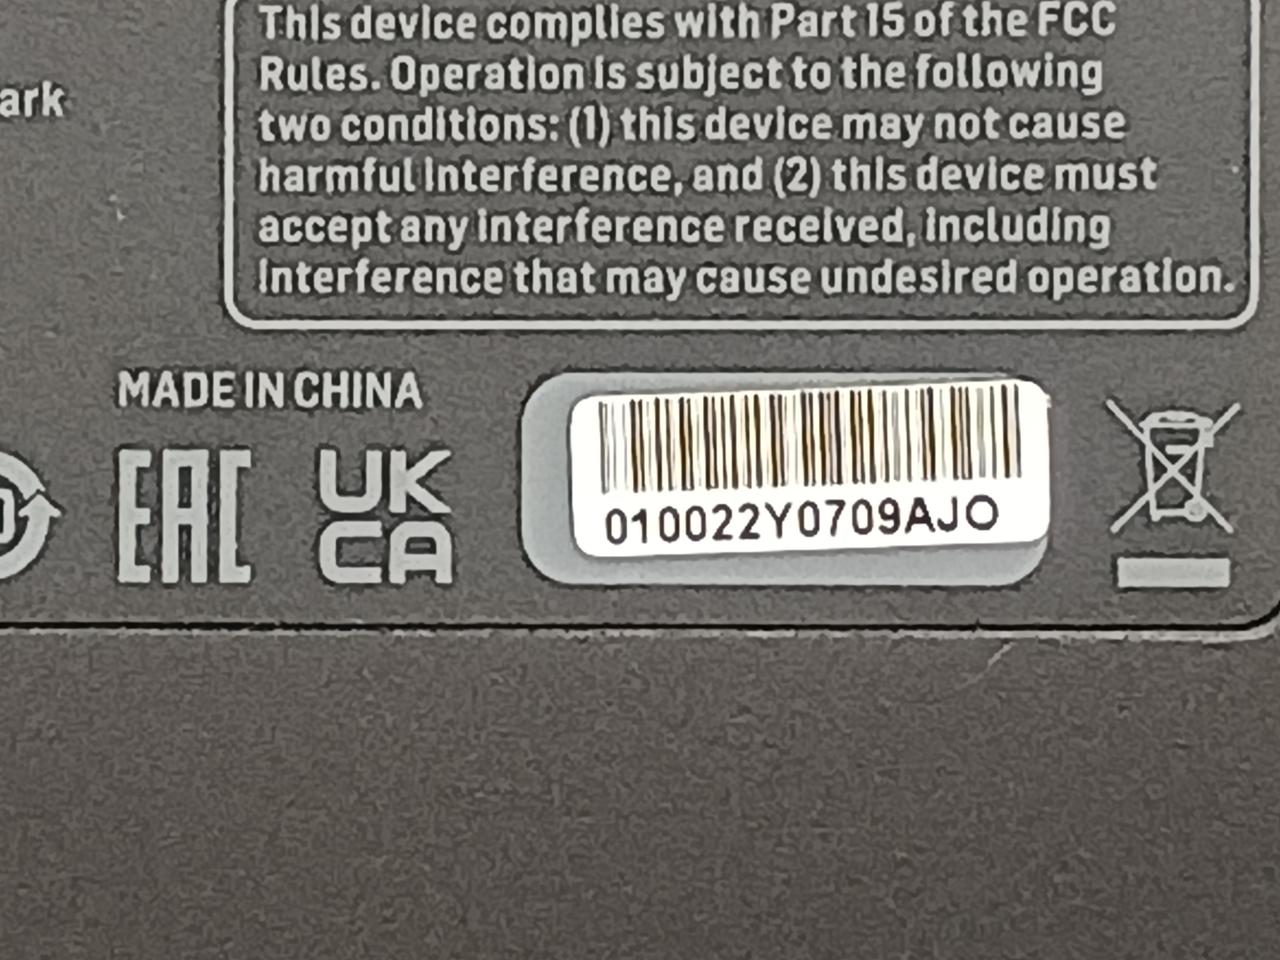 This device complies with Part 15 of the FCC
Rules. Operation is subject to the following
two conditions: (1) this device may not cause
harmful interference, and (2) this device must
accept any interference received, including
interference that may cause undesired operation.
ark
MADE IN CHINA
EAC
UK
CA
010022Y0709AJO